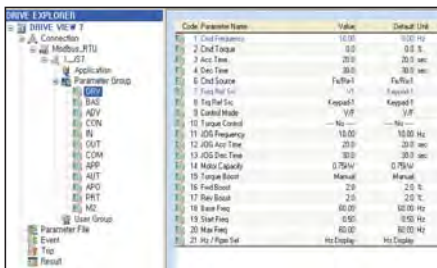 DRIVE EXPLORER
DRIVE VIEW 7
Connection
Modbus_RTU
Application
Parameter Group
DRV
BAS
ADV
CON
IN
OUT
COM
APP
AUT
APO
PRT
M2
User Group
Parameter File
Event
Trip
Result
Code Parameter Name Value Default Unit
1 Cmd Frequency 10.00 0.00 Hz
2 Cmd Torque 0.0 0.0 %
3 Acc Time 20.0 20.0 sec
4 Dec Time 30.0 30.0 sec
6 Cmd Source Fx/Rx-1 Fx/Rx-1
7 Freq Ref Src V1 Keypad-1
8 Trq Ref Src Keypad-1 Keypad-1
9 Control Mode V/F V/F
10 Torque Control --- No --- --- No ---
11 JOG Frequency 10.00 10.00 Hz
12 JOG Acc Time 20.0 20.0 sec
13 JOG Dec Time 30.0 30.0 sec
14 Motor Capacity 0.75kW 0.75kW
15 Torque Boost Manual Manual
16 Fwd Boost 2.0 2.0 %
17 Rev Boost 2.0 2.0 %
18 Base Freq 60.00 60.00 Hz
19 Start Freq 0.50 0.50 Hz
20 Max Freq 60.00 60.00 Hz
21 Hz / Rpm Sel Hz Display Hz Display